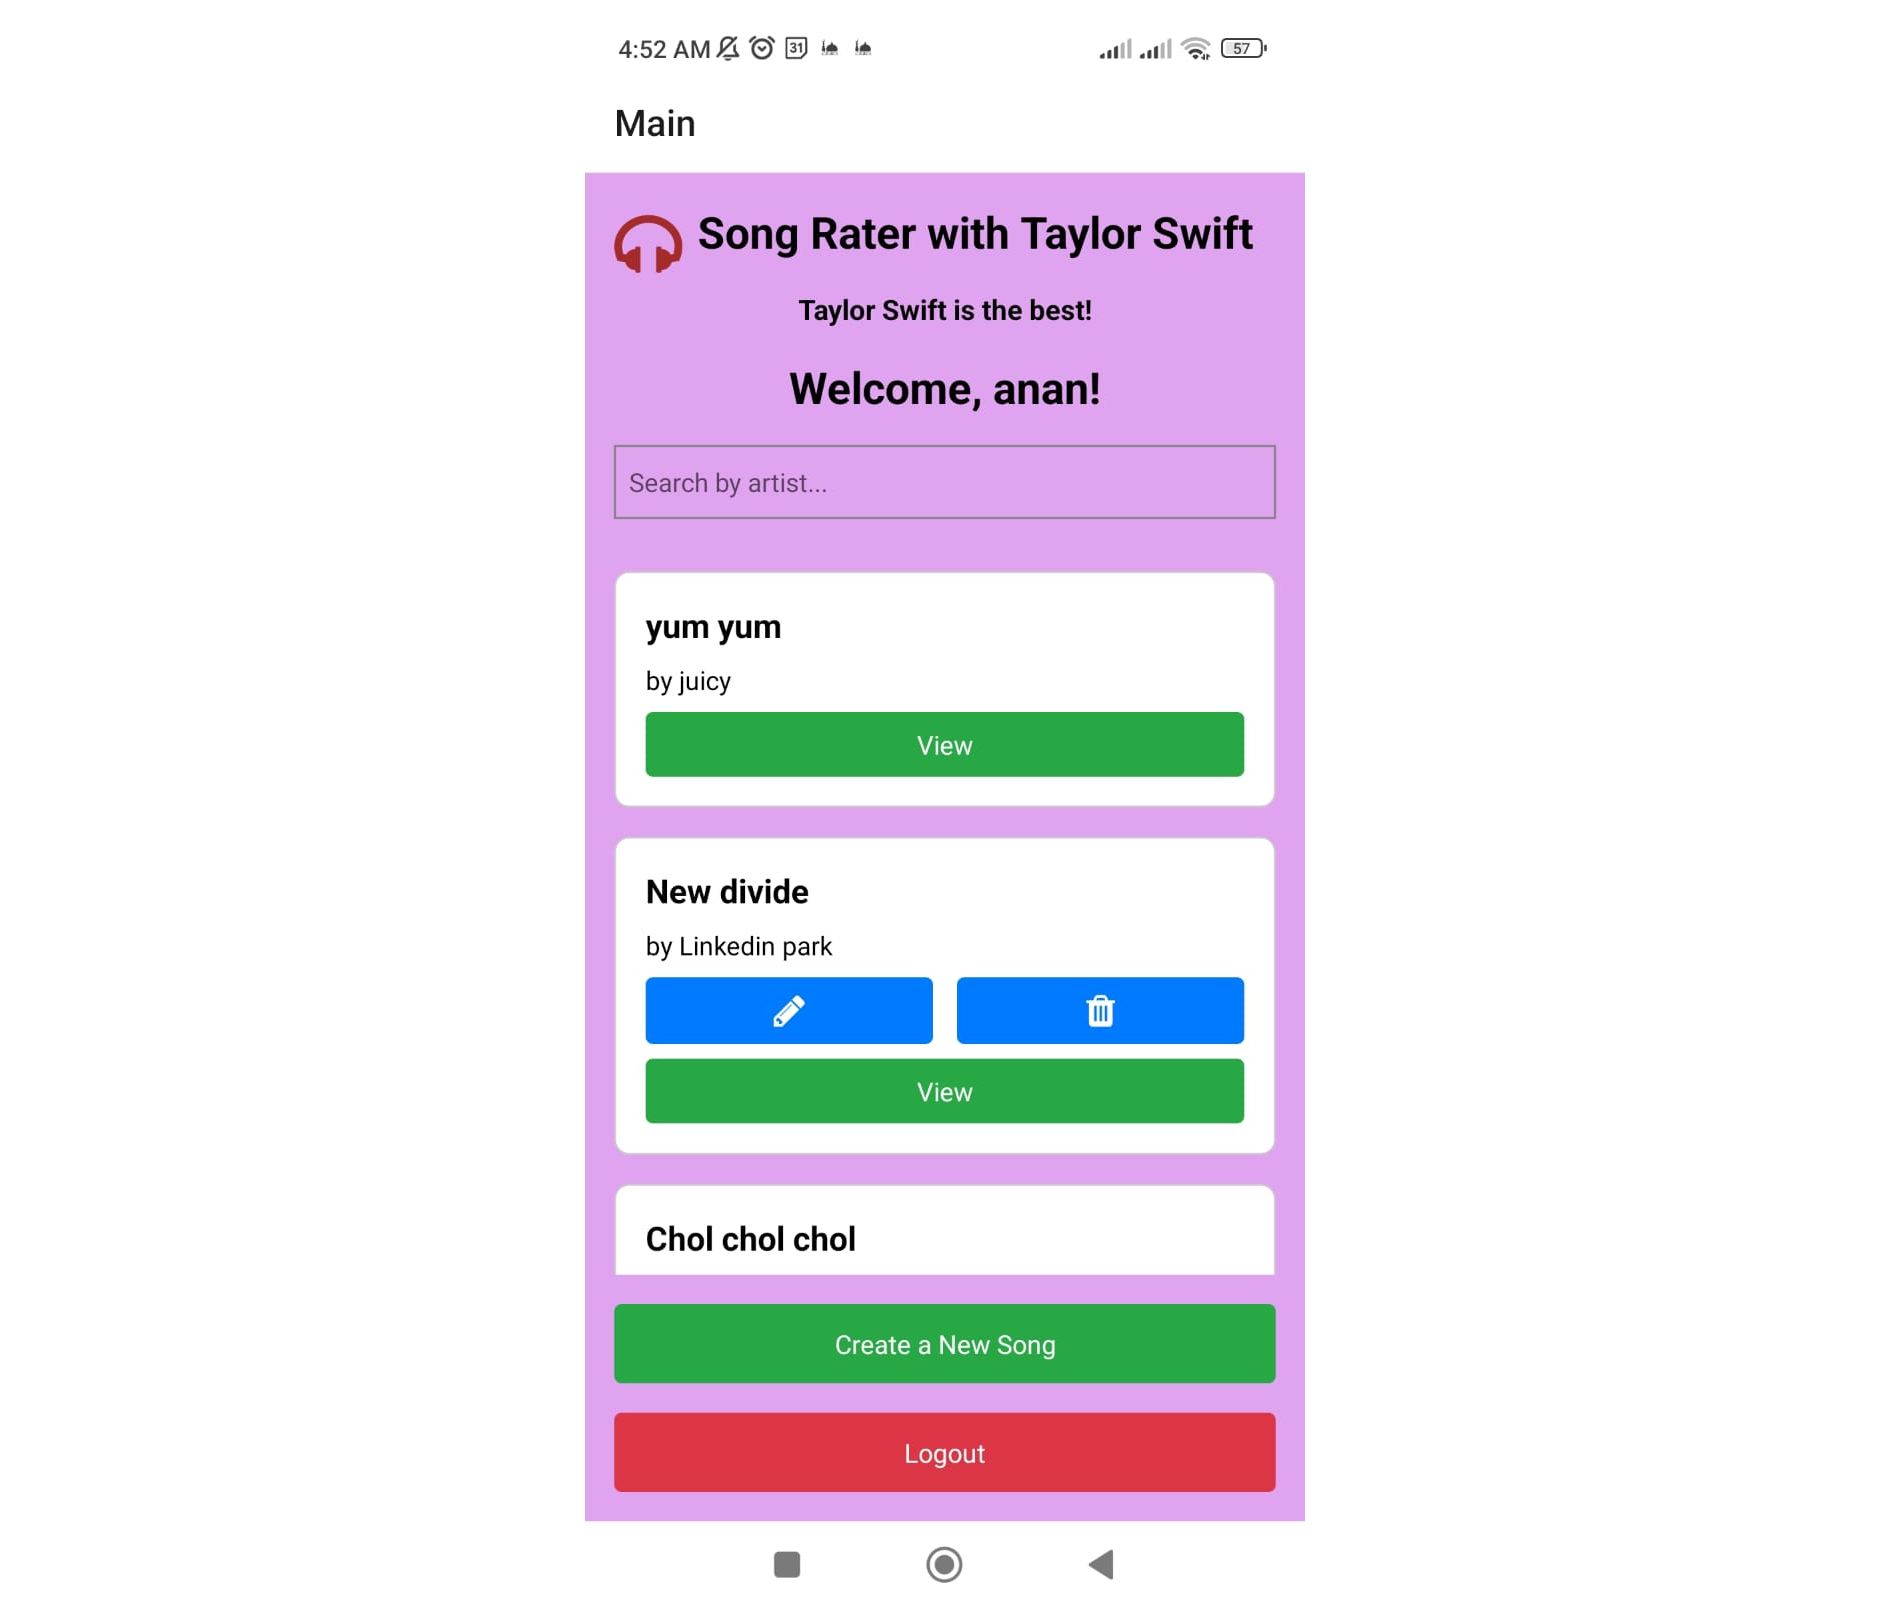 4:52 AM 31 57
Main
Song Rater with Taylor Swift
Taylor Swift is the best!
Welcome, anan!
Search by artist...
yum yum
by juicy
View
New divide
by Linkedin park
View
Chol chol chol
Create a New Song
Logout